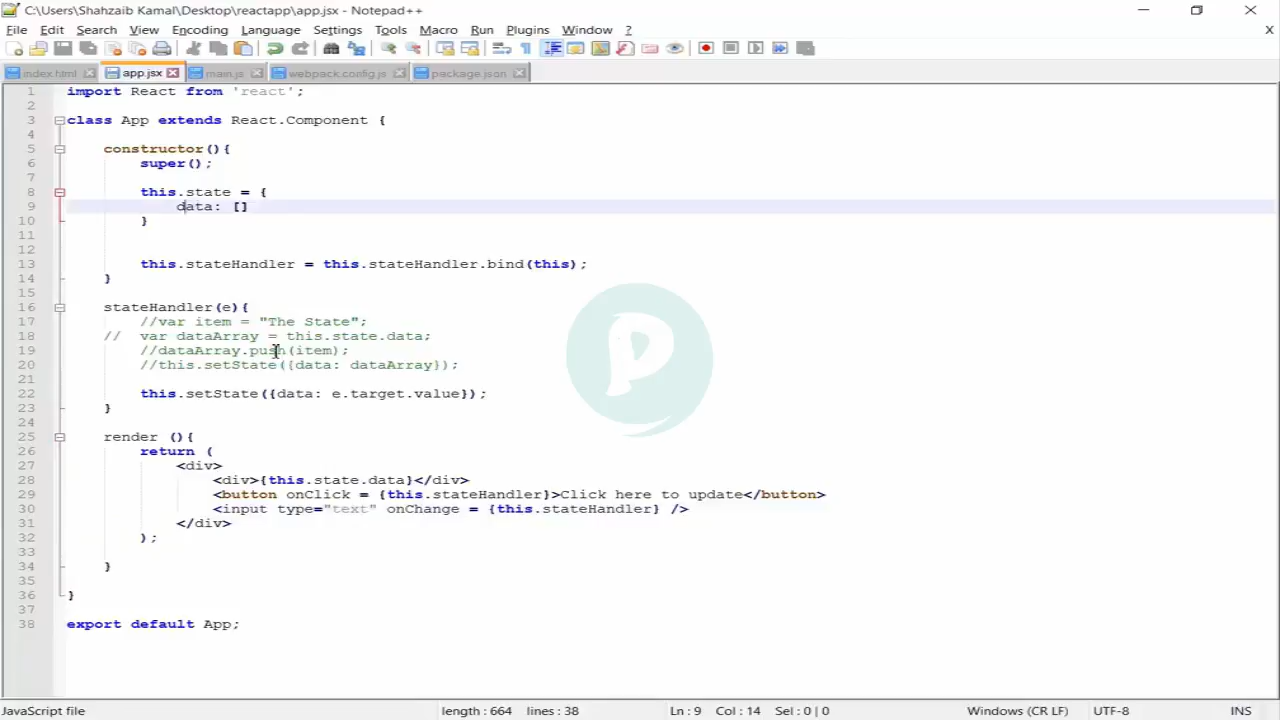 C:\Users\Shahzaib Kamal\Desktop\reactapp\app.jsx - Notepad++
File Edit Search View Encoding Language Settings Tools Macro Run Plugins Window ? X
index.html app.jsx main.js webpack.config.js package.json
1 import React from 'react';
2
3 class App extends React.Component {
4
5 constructor(){
6 super();
7
8 this.state = {
9 data: []
10 }
11
12
13 this.stateHandler = this.stateHandler.bind(this);
14 }
15
16 stateHandler(e){
17 //var item = "The State";
18 // var dataArray = this.state.data;
19 //dataArray.push(item);
20 //this.setState({data: dataArray});
21
22 this.setState({data: e.target.value});
23 }
24
25 render (){
26 return (
27 <div>
28 <div>{this.state.data}</div>
29 <button onClick = {this.stateHandler}>Click here to update</button>
30 <input type="text" onChange = {this.stateHandler} />
31 </div>
32 );
33
34 }
35
36 }
37
38 export default App;
P
JavaScript file length : 664 lines : 38 Ln : 9 Col : 14 Sel : 0 | 0 Windows (CR LF) UTF-8 INS